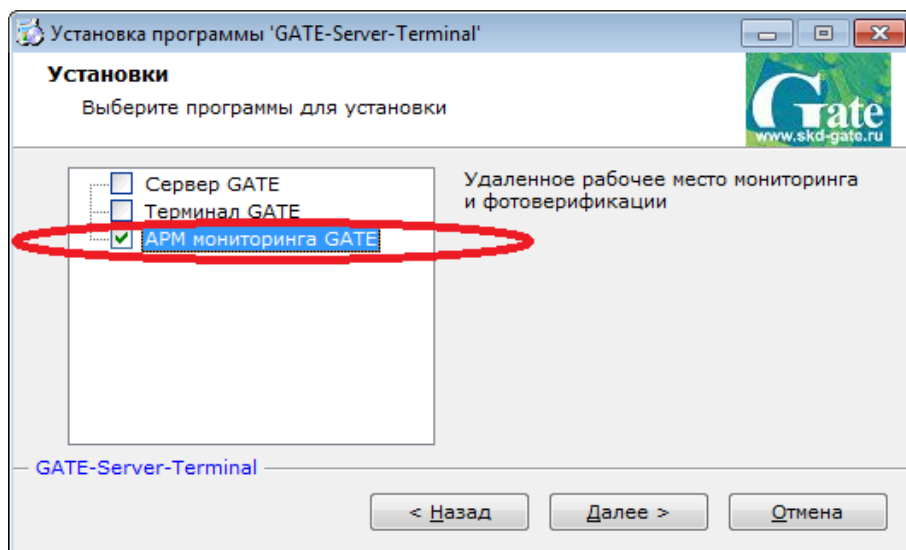 Установка программы 'GATE-Server-Terminal'
Установки
Выберите программы для установки
Gate
www.skd-gate.ru
Сервер GATE
Терминал GATE
АРМ мониторинга GATE
Удаленное рабочее место мониторинга
и фотоверификации
GATE-Server-Terminal
< Назад
Далее >
Отмена